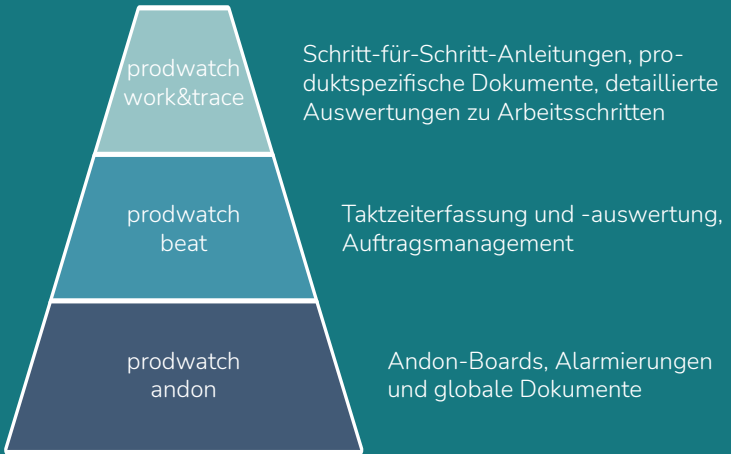 prodwatch
work&trace
Schritt-für-Schritt-Anleitungen, pro-
duktspezifische Dokumente, detaillierte
Auswertungen zu Arbeitsschritten
prodwatch
beat
Taktzeiterfassung und -auswertung,
Auftragsmanagement
prodwatch
andon
Andon-Boards, Alarmierungen
und globale Dokumente